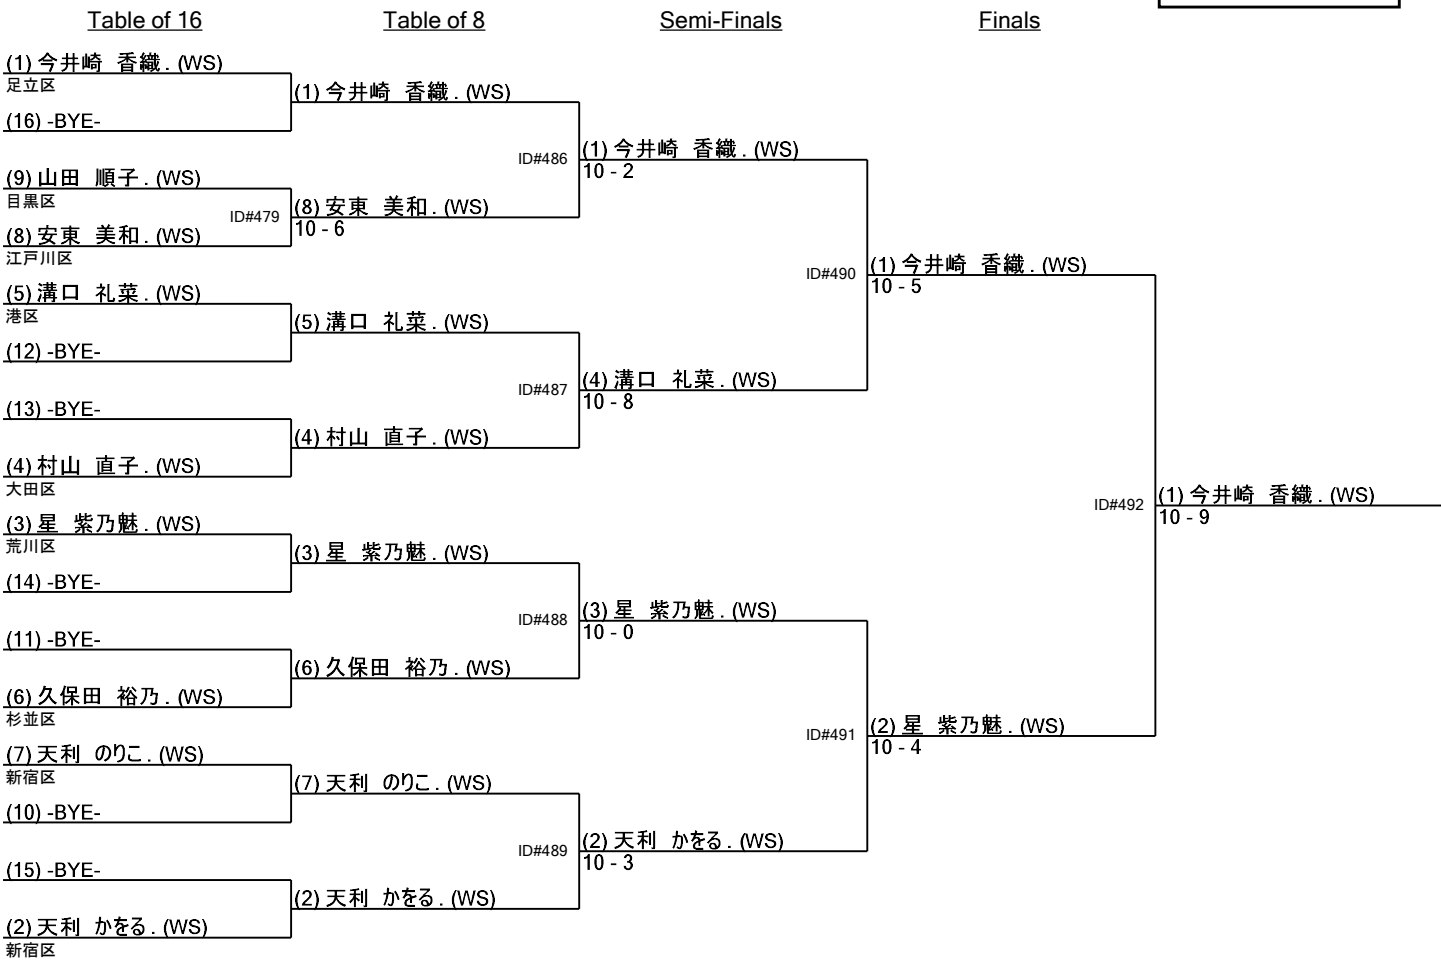 Table of 16
Table of 8
Semi-Finals
Finals
(1) 今井崎　香織 . (WS)
足立区
(16) -BYE-
(9) 山田　順子 . (WS)
目黒区
ID#479
(8) 安東　美和 . (WS)
江戸川区
(5) 溝口　礼菜 . (WS)
港区
(12) -BYE-
(13) -BYE-
(4) 村山　直子 . (WS)
大田区
(3) 星　紫乃魅 . (WS)
荒川区
(14) -BYE-
(11) -BYE-
(6) 久保田　裕乃 . (WS)
杉並区
(7) 天利　のりこ . (WS)
新宿区
(10) -BYE-
(15) -BYE-
(2) 天利　かをる . (WS)
新宿区
(1) 今井崎　香織 . (WS)
ID#486
(8) 安東　美和 . (WS)
10 - 6
(5) 溝口　礼菜 . (WS)
ID#487
(4) 村山　直子 . (WS)
(3) 星　紫乃魅 . (WS)
ID#488
(6) 久保田　裕乃 . (WS)
(7) 天利　のりこ . (WS)
ID#489
(2) 天利　かをる . (WS)
(1) 今井崎　香織 . (WS)
10 - 2
ID#490
(4) 溝口　礼菜 . (WS)
10 - 8
(3) 星　紫乃魅 . (WS)
10 - 0
ID#491
(2) 天利　かをる . (WS)
10 - 3
(1) 今井崎　香織 . (WS)
10 - 5
ID#492
(2) 星　紫乃魅 . (WS)
10 - 4
(1) 今井崎　香織 . (WS)
10 - 9